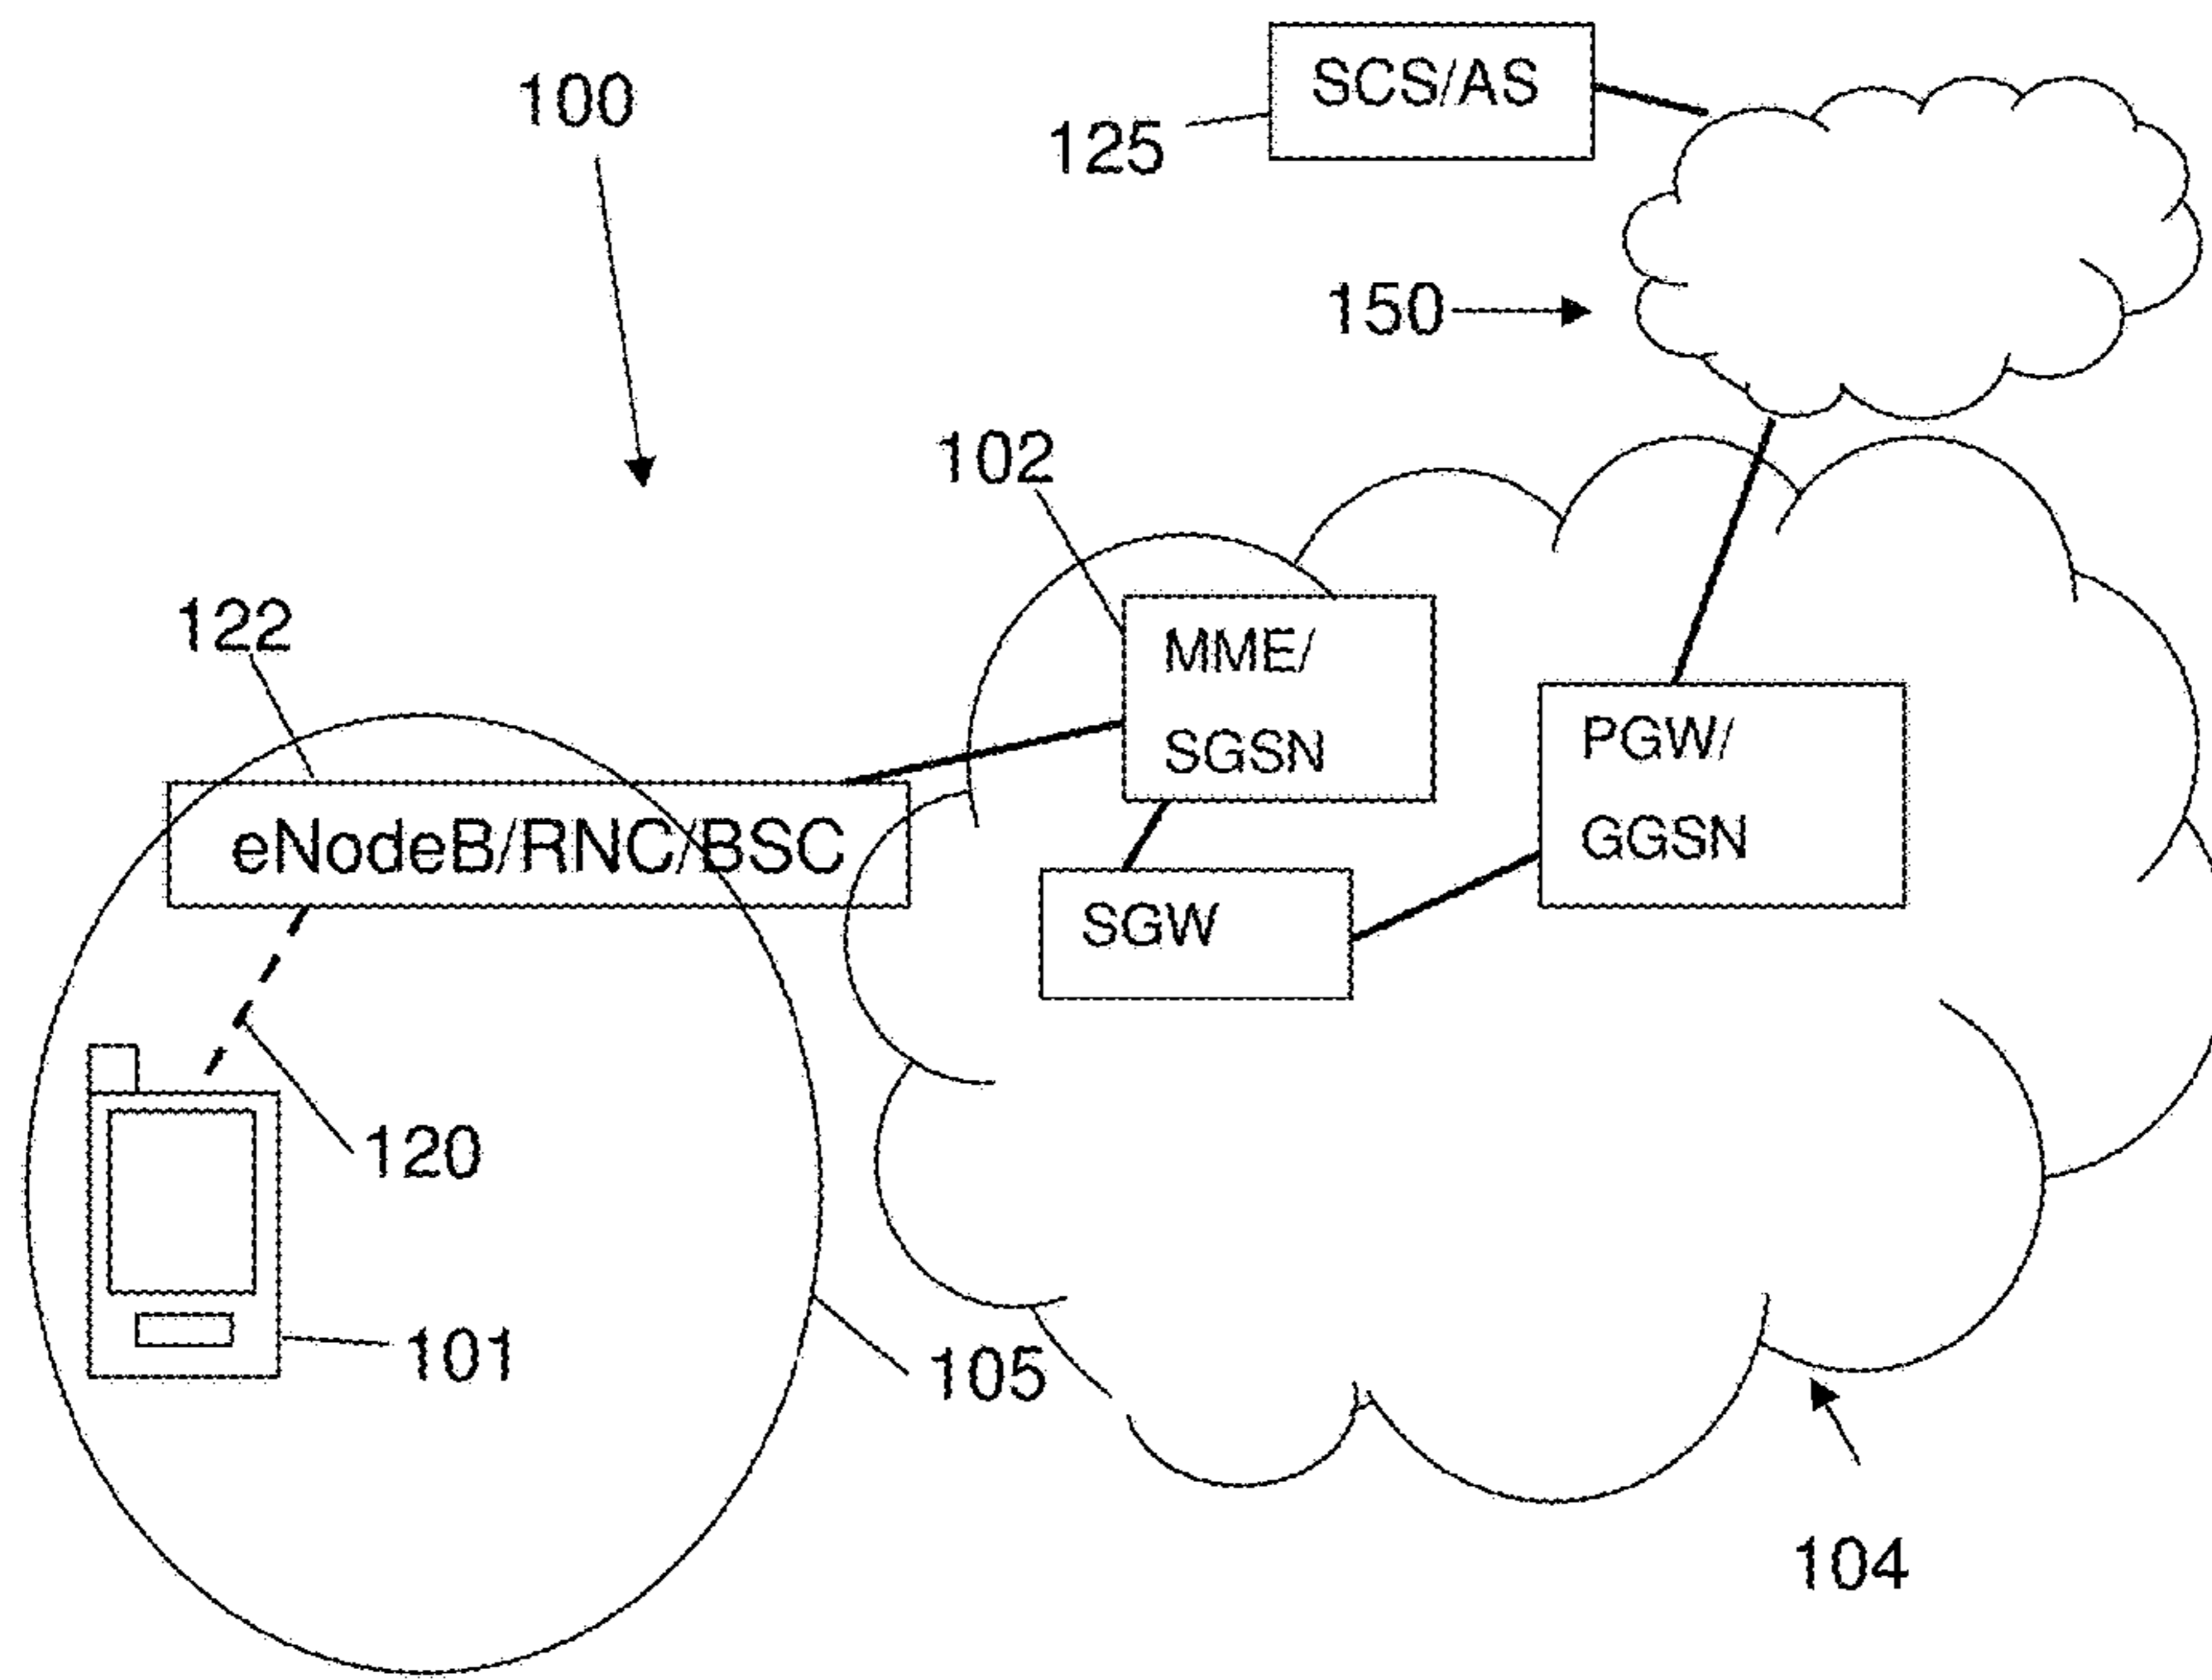 100
SCS/AS
125
150
102
122
MME/
SGSN
PGW/
GGSN
eNodeB/RNC/BSC
SGW
120
101
105
104